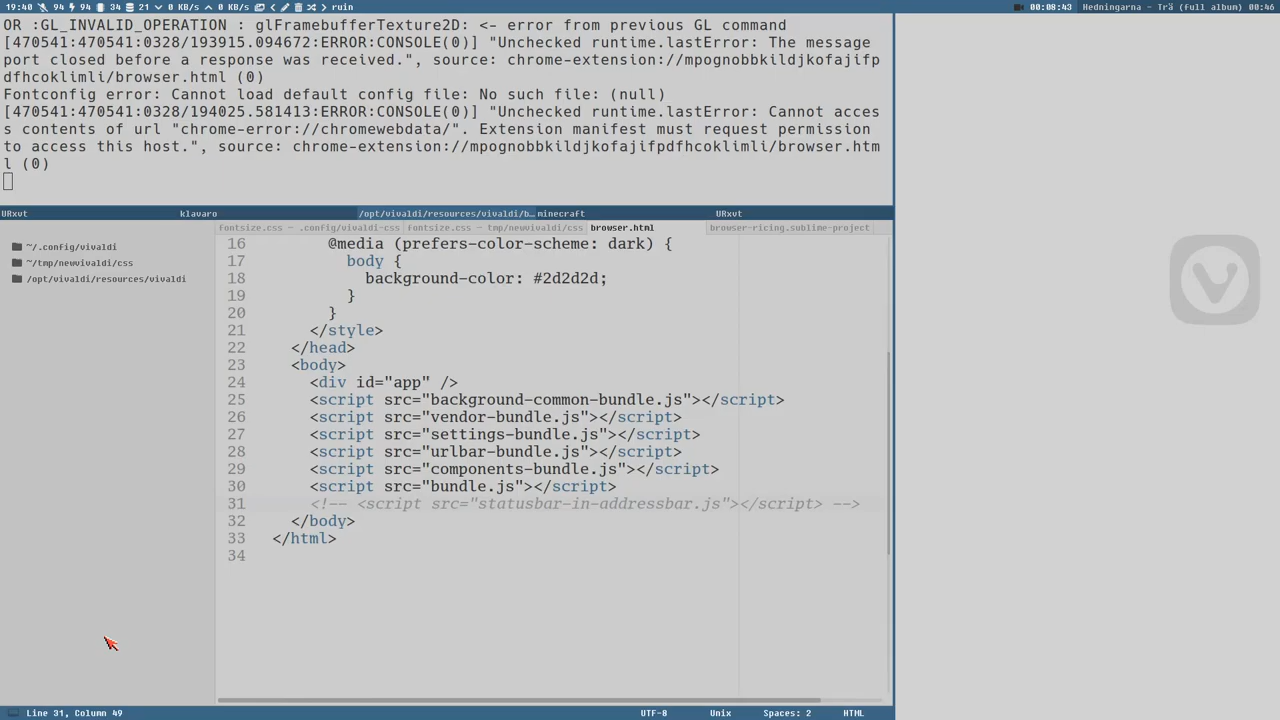 19:40 94 94 34 21 0 KB/s 0 KB/s ruin
00:08:43 Hedningarna - Trä (full album) 00:46
OR :GL_INVALID_OPERATION : glFramebufferTexture2D: <- error from previous GL command
[470541:470541:0328/193915.094672:ERROR:CONSOLE(0)] "Unchecked runtime.lastError: The message
port closed before a response was received.", source: chrome-extension://mpognobbkildjkofajifp
dfhcoklimli/browser.html (0)
Fontconfig error: Cannot load default config file: No such file: (null)
[470541:470541:0328/194025.581413:ERROR:CONSOLE(0)] "Unchecked runtime.lastError: Cannot acces
s contents of url "chrome-error://chromewebdata/". Extension manifest must request permission
to access this host.", source: chrome-extension://mpognobbkildjkofajifpdfhcoklimli/browser.htm
l (0)
URxvt klavaro /opt/vivaldi/resources/vivaldi/b… minecraft URxvt
fontsize.css — .config/vivaldi-css fontsize.css — tmp/newvivaldi/css browser.html browser-ricing.sublime-project
~/.config/vivaldi
~/tmp/newvivaldi/css
/opt/vivaldi/resources/vivaldi
16 @media (prefers-color-scheme: dark) {
17 body {
18 background-color: #2d2d2d;
19 }
20 }
21 </style>
22 </head>
23 <body>
24 <div id="app" />
25 <script src="background-common-bundle.js"></script>
26 <script src="vendor-bundle.js"></script>
27 <script src="settings-bundle.js"></script>
28 <script src="urlbar-bundle.js"></script>
29 <script src="components-bundle.js"></script>
30 <script src="bundle.js"></script>
31 <!-- <script src="statusbar-in-addressbar.js"></script> -->
32 </body>
33 </html>
34
Line 31, Column 49 UTF-8 Unix Spaces: 2 HTML